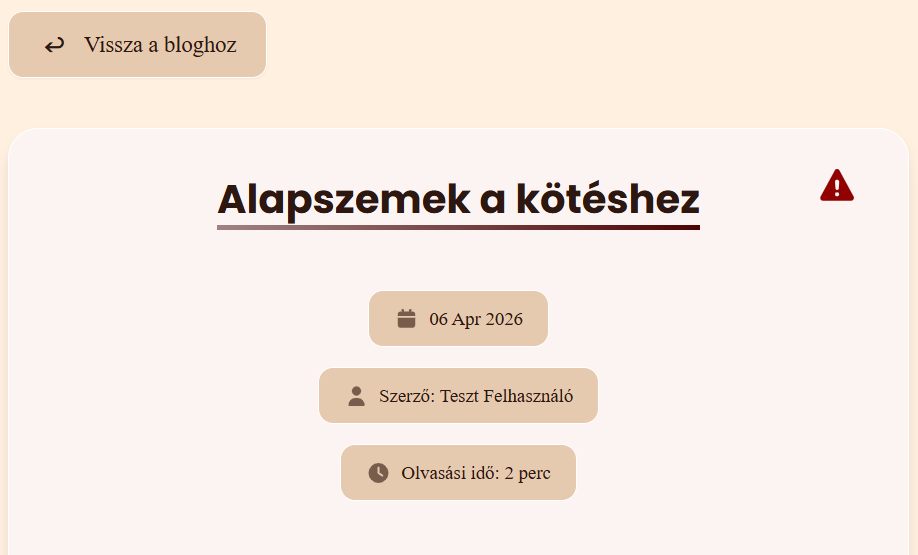 Vissza a bloghoz
Alapszemek a kötéshez
06 Apr 2026
Szerző: Teszt Felhasználó
Olvasási idő: 2 perc